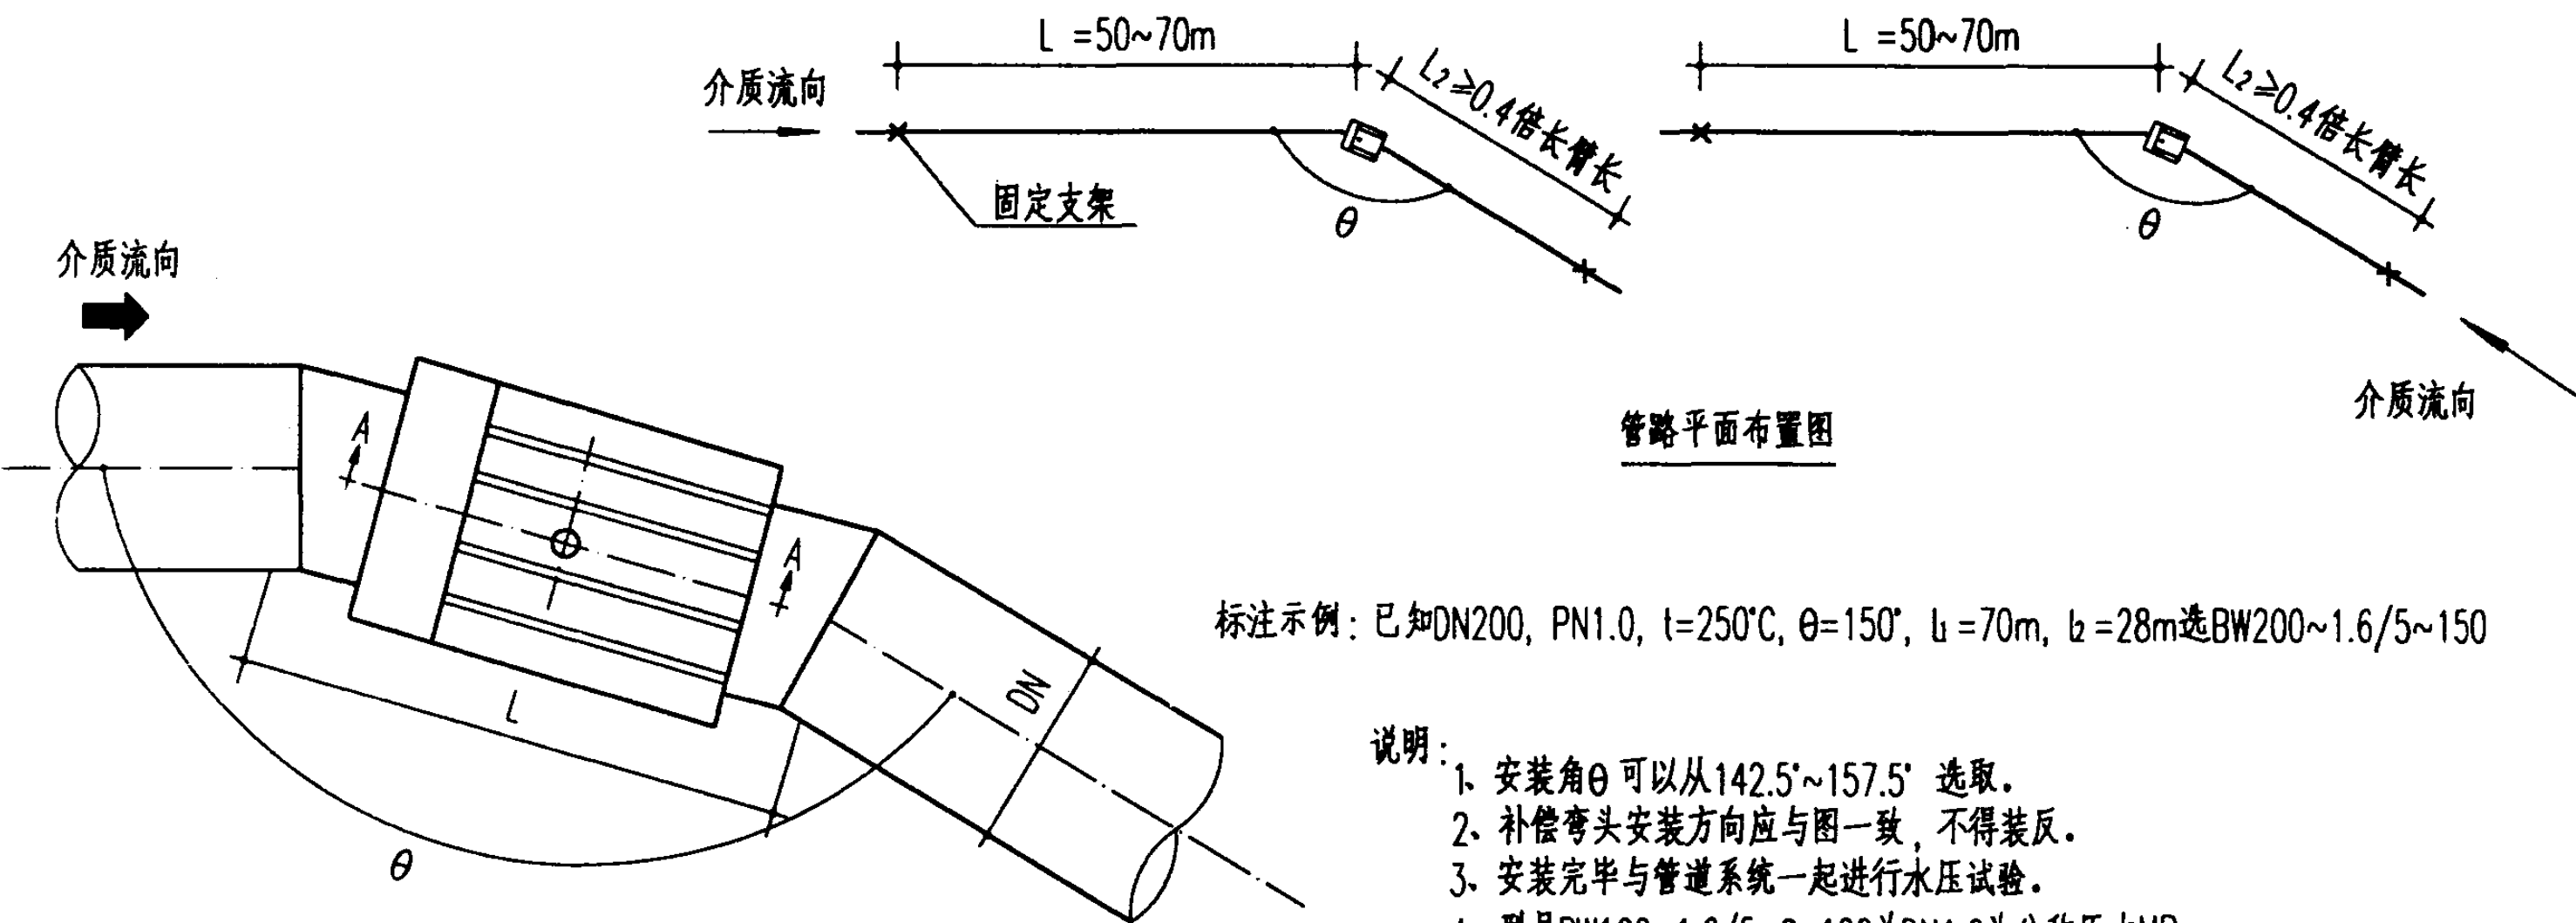 L =50~70m
L =50~70m
介质流向
L₂≥0.4倍长臂长
L₂≥0.4倍长臂长
固定支架
θ
θ
介质流向
介质流向
管路平面布置图
A
A
L
DN
θ
标注示例: 已知DN200, PN1.0, t=250°C, θ=150°, l₁ =70m, l₂ =28m选BW200~1.6/5~150
说明:
1、安装角θ 可以从142.5°~157.5° 选取。
2、补偿弯头安装方向应与图一致, 不得装反。
3、安装完毕与管道系统一起进行水压试验。